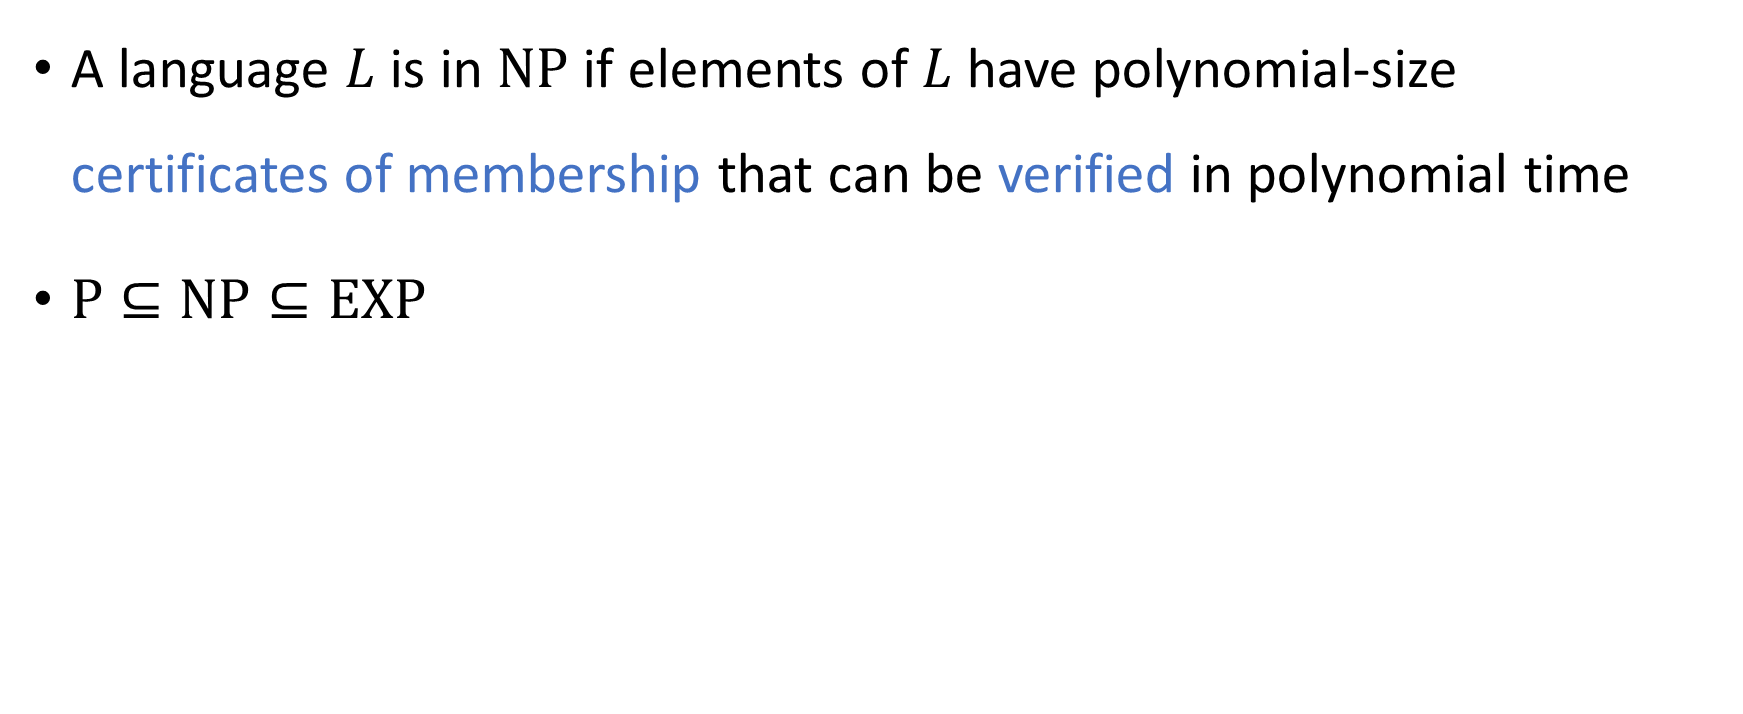 • A language L is in NP if elements of L have polynomial-size
certificates of membership that can be verified in polynomial time
• P ⊆ NP ⊆ EXP